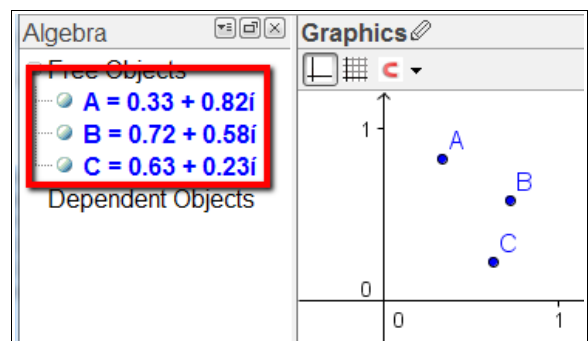 Algebra
Free Objects
A = 0.33 + 0.82í
B = 0.72 + 0.58í
C = 0.63 + 0.23í
Dependent Objects
Graphics
1
A
B
C
0
0
1